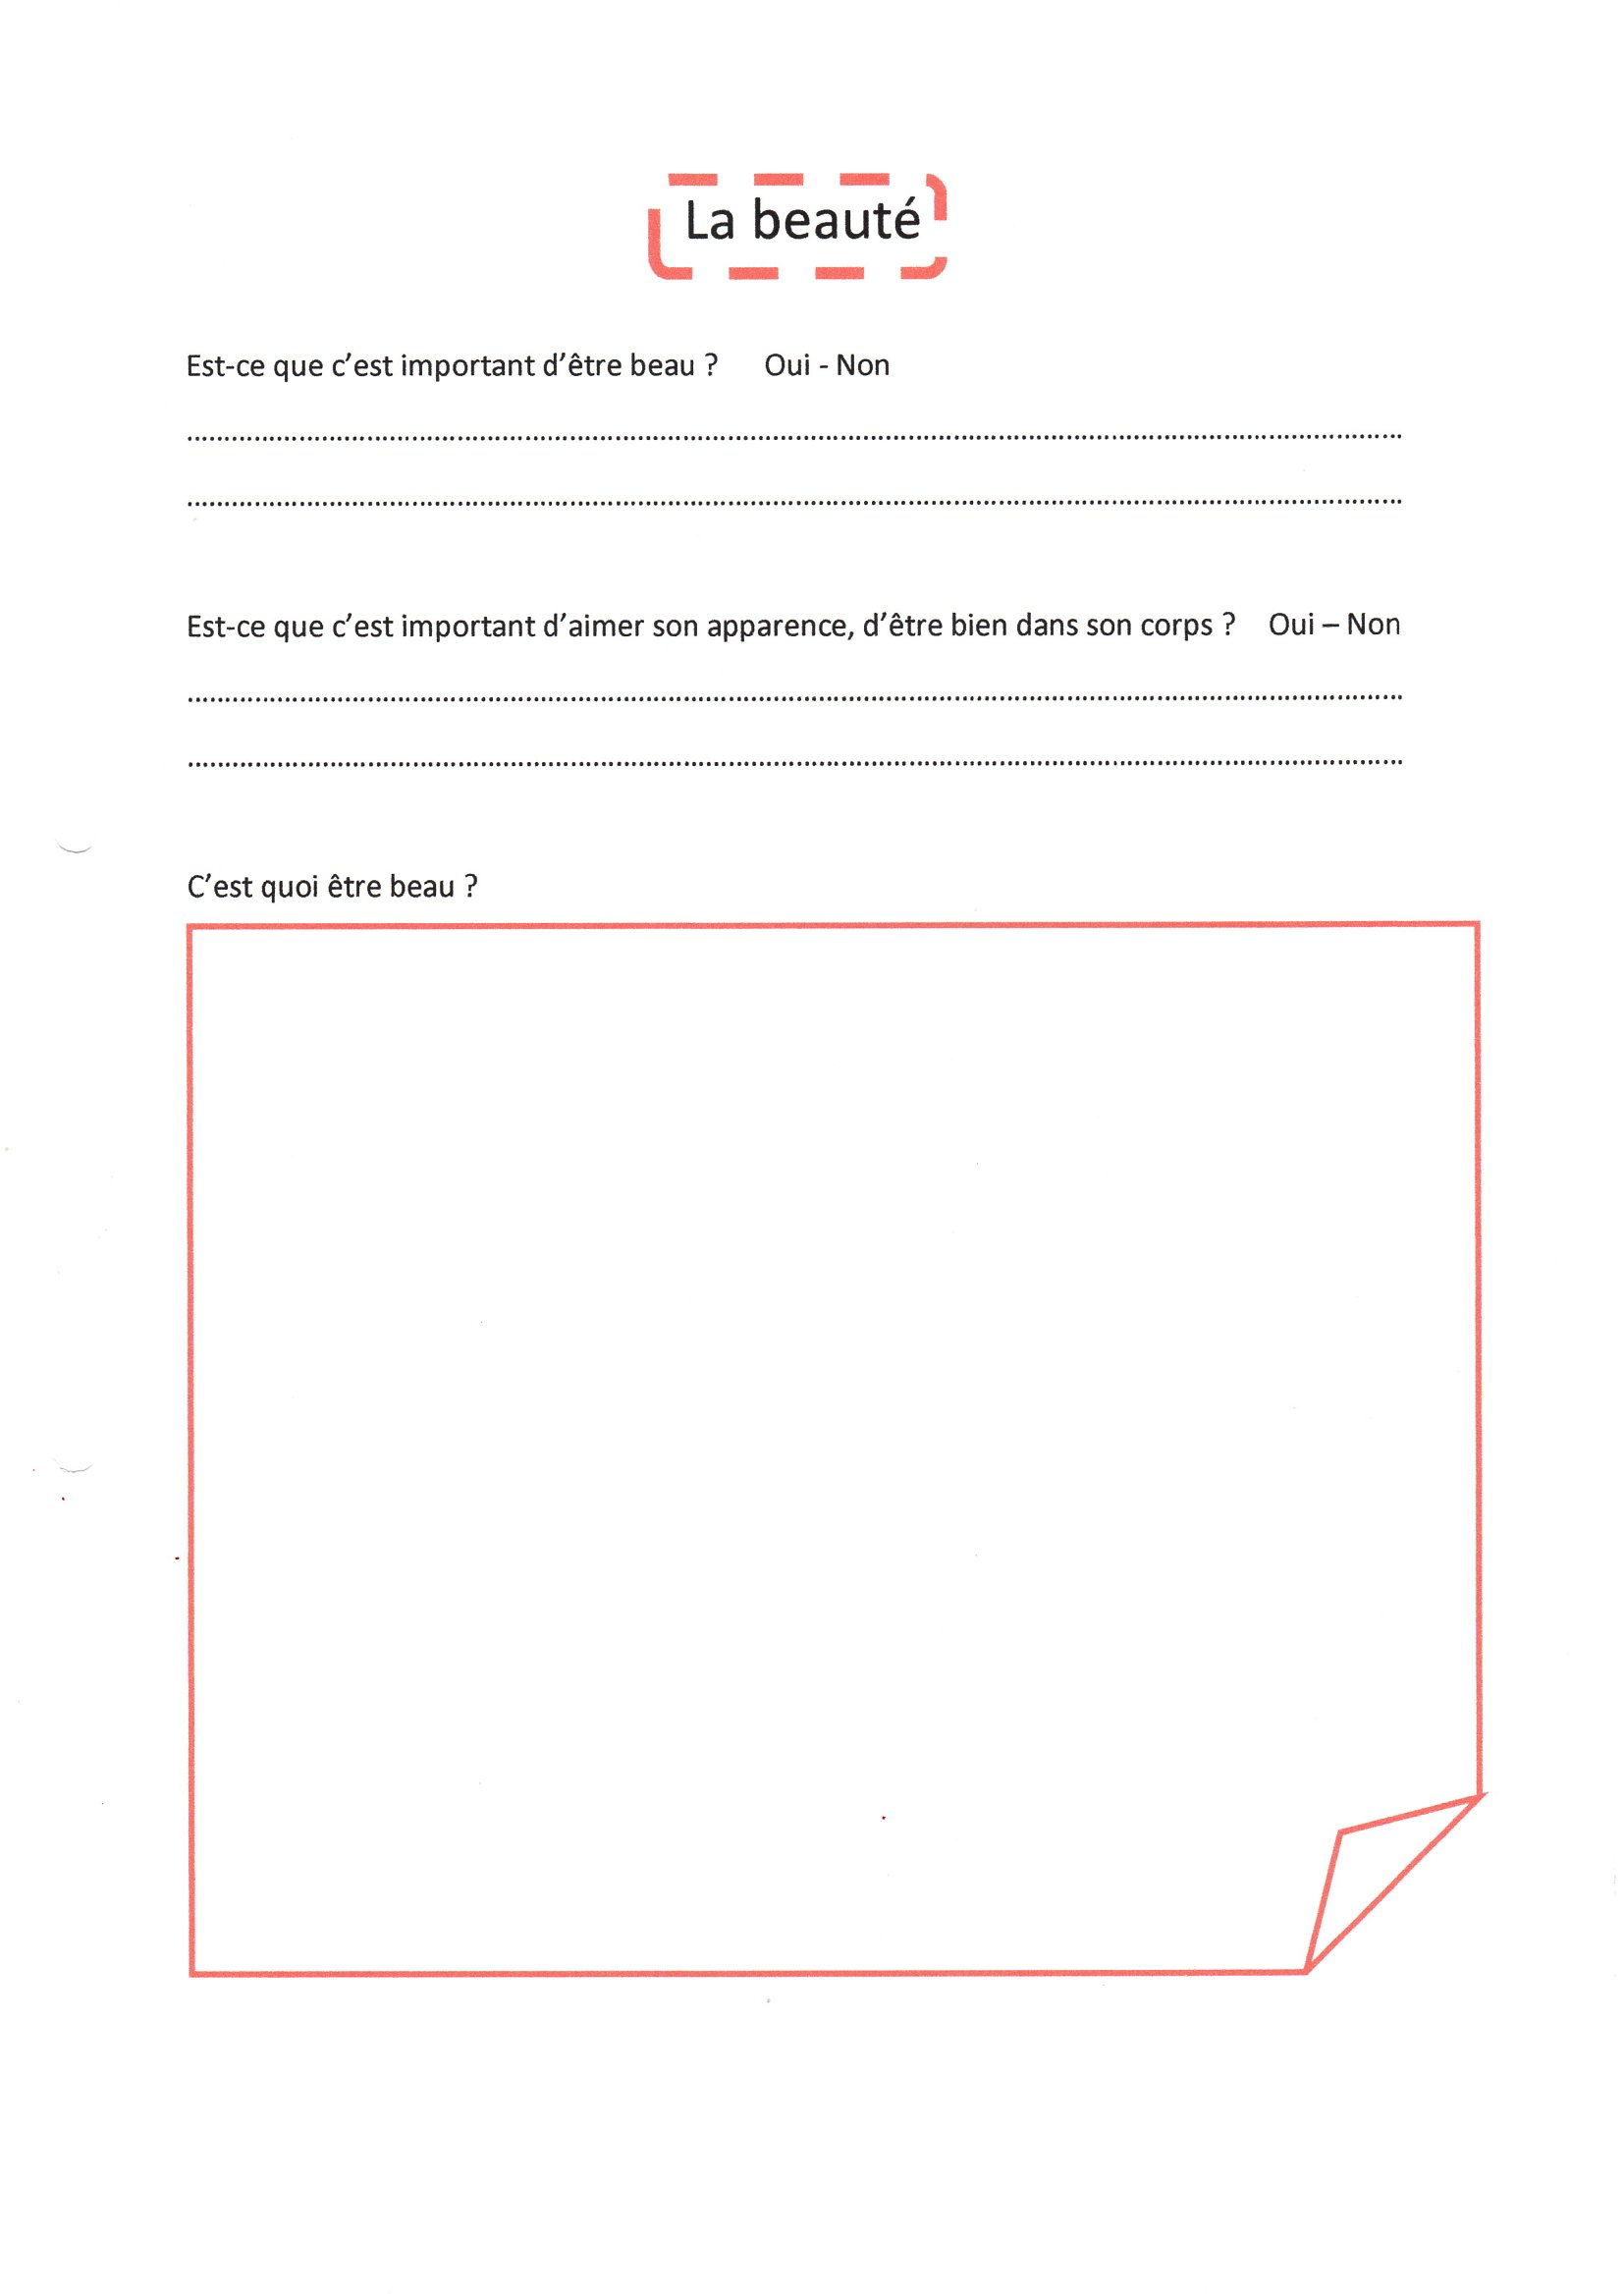 La beauté
Est-ce que c’est important d’être beau ? Oui - Non
Est-ce que c’est important d’aimer son apparence, d’être bien dans son corps ? Oui – Non
C’est quoi être beau ?